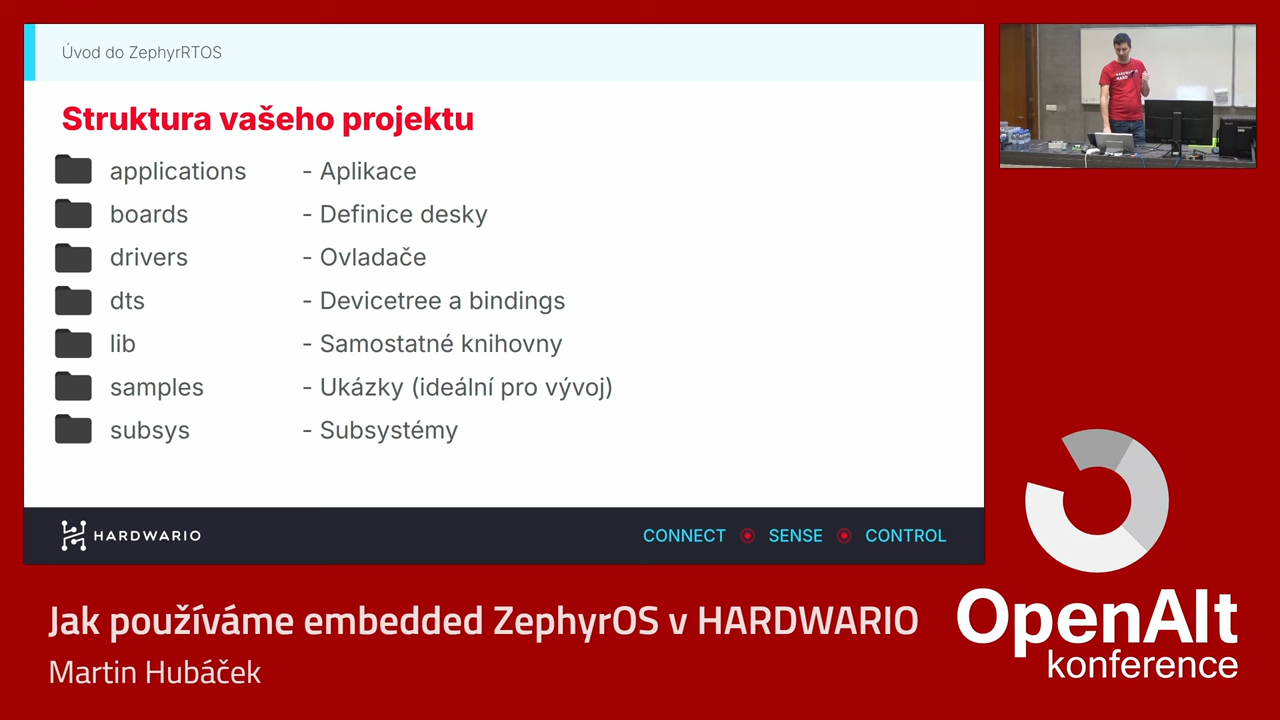 Úvod do ZephyrRTOS
Struktura vašeho projektu
applications - Aplikace
boards - Definice desky
drivers - Ovladače
dts - Devicetree a bindings
lib - Samostatné knihovny
samples - Ukázky (ideální pro vývoj)
subsys - Subsystémy
HARDWARIO
CONNECT SENSE CONTROL
Jak používáme embedded ZephyrOS v HARDWARIO
Martin Hubáček
OpenAlt
konference